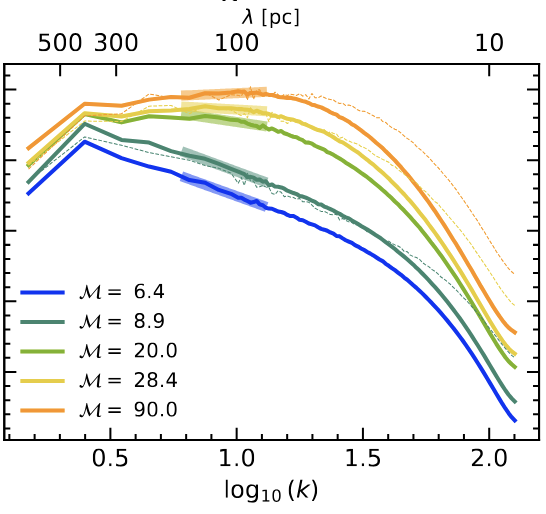 λ [pc]
500 300 100 10
ℳ = 6.4
ℳ = 8.9
ℳ = 20.0
ℳ = 28.4
ℳ = 90.0
0.5 1.0 1.5 2.0
log₁₀ (k)